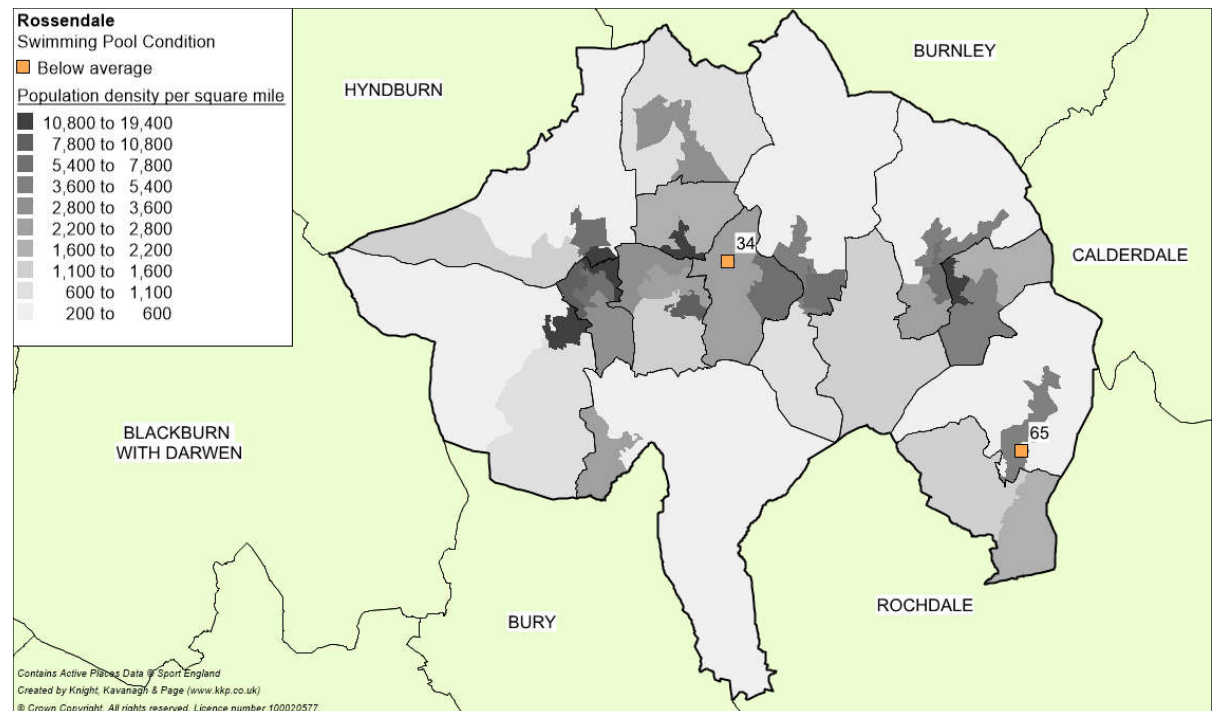 Rossendale
Swimming Pool Condition
Below average
Population density per square mile
10,800 to 19,400
7,800 to 10,800
5,400 to 7,800
3,600 to 5,400
2,800 to 3,600
2,200 to 2,800
1,600 to 2,200
1,100 to 1,600
600 to 1,100
200 to 600
BURNLEY
HYNDBURN
34
CALDERDALE
BLACKBURN
WITH DARWEN
65
ROCHDALE
BURY
Contains Active Places Data © Sport England
Created by Knight, Kavanagh & Page (www.kkp.co.uk)
© Crown Copyright. All rights reserved. Licence number 100020577